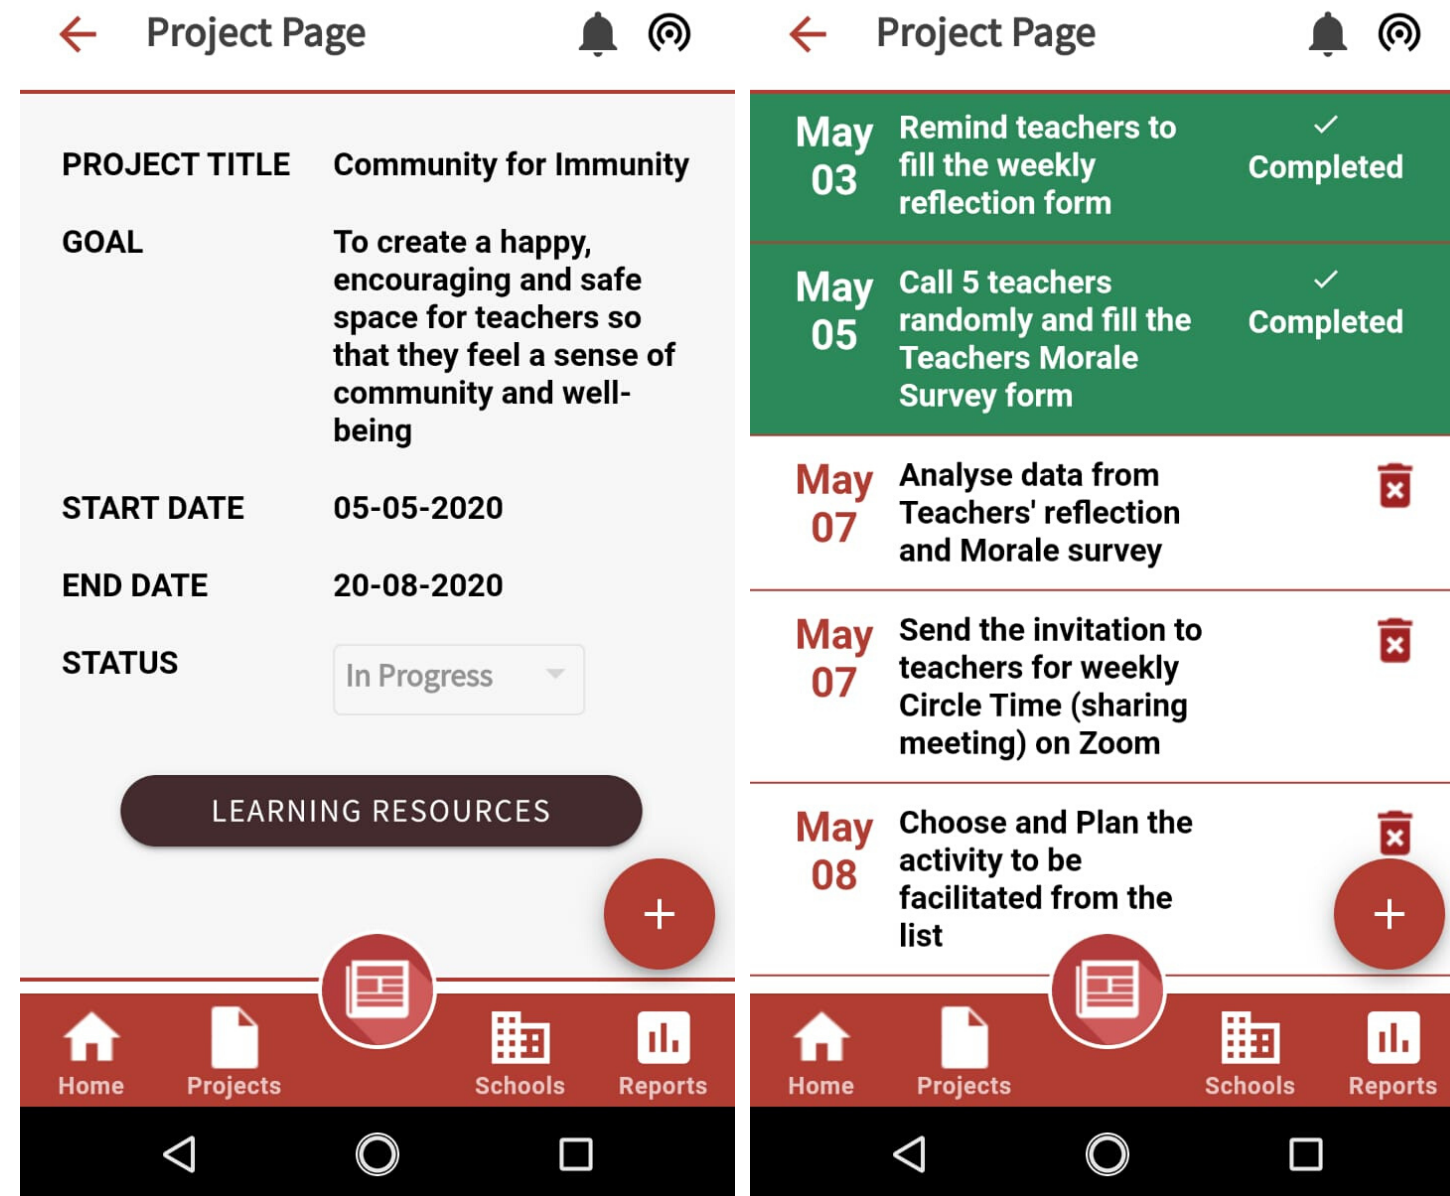 Project Page
PROJECT TITLE Community for Immunity
GOAL To create a happy,
encouraging and safe
space for teachers so
that they feel a sense of
community and well-
being
START DATE 05-05-2020
END DATE 20-08-2020
STATUS In Progress
LEARNING RESOURCES
+
Home Projects Schools Reports
Project Page
May 03 Remind teachers to
fill the weekly
reflection form
Completed
May 05 Call 5 teachers
randomly and fill the
Teachers Morale
Survey form
Completed
May 07 Analyse data from
Teachers' reflection
and Morale survey
May 07 Send the invitation to
teachers for weekly
Circle Time (sharing
meeting) on Zoom
May 08 Choose and Plan the
activity to be
facilitated from the
list
+
Home Projects Schools Reports